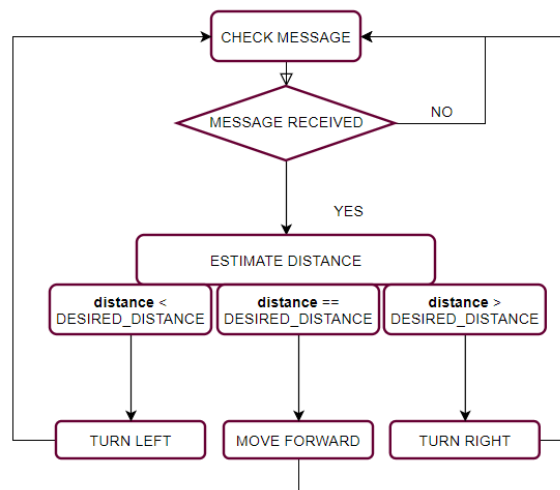 CHECK MESSAGE
MESSAGE RECEIVED
NO
YES
ESTIMATE DISTANCE
distance <
DESIRED_DISTANCE
distance ==
DESIRED_DISTANCE
distance >
DESIRED_DISTANCE
TURN LEFT
MOVE FORWARD
TURN RIGHT